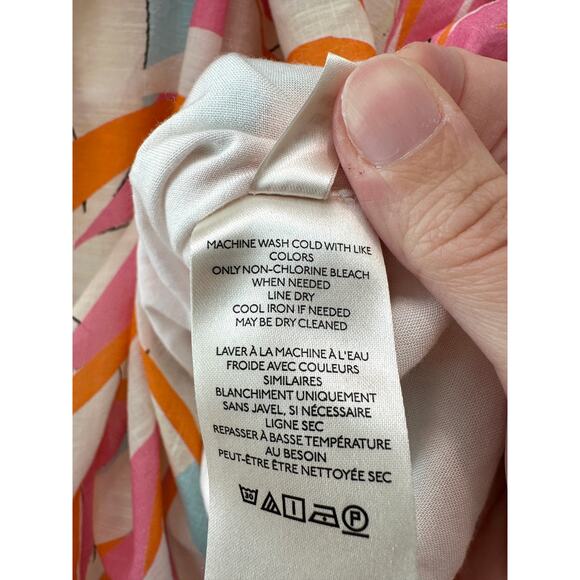 MACHINE WASH COLD WITH LIKE
COLORS
ONLY NON-CHLORINE BLEACH
WHEN NEEDED
LINE DRY
COOL IRON IF NEEDED
MAY BE DRY CLEANED
LAVER À LA MACHINE À L'EAU
FROIDE AVEC COULEURS
SIMILAIRES
BLANCHIMENT UNIQUEMENT
SANS JAVEL, SI NÉCESSAIRE
LIGNE SEC
REPASSER À BASSE TEMPÉRATURE
AU BESOIN
PEUT-ÊTRE ÊTRE NETTOYÉE SEC
30 P